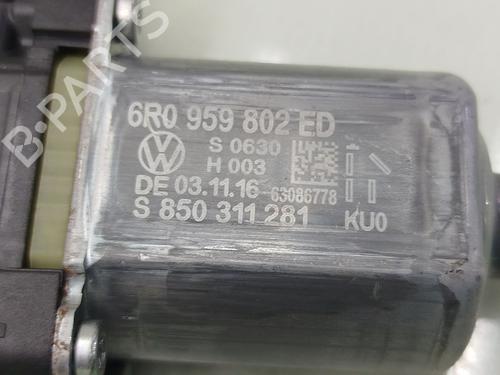 6R0 959 802 ED
S 0630
H 003
DE 03.11.16 63086778
S 850 311 281 KU0
B-PARTS